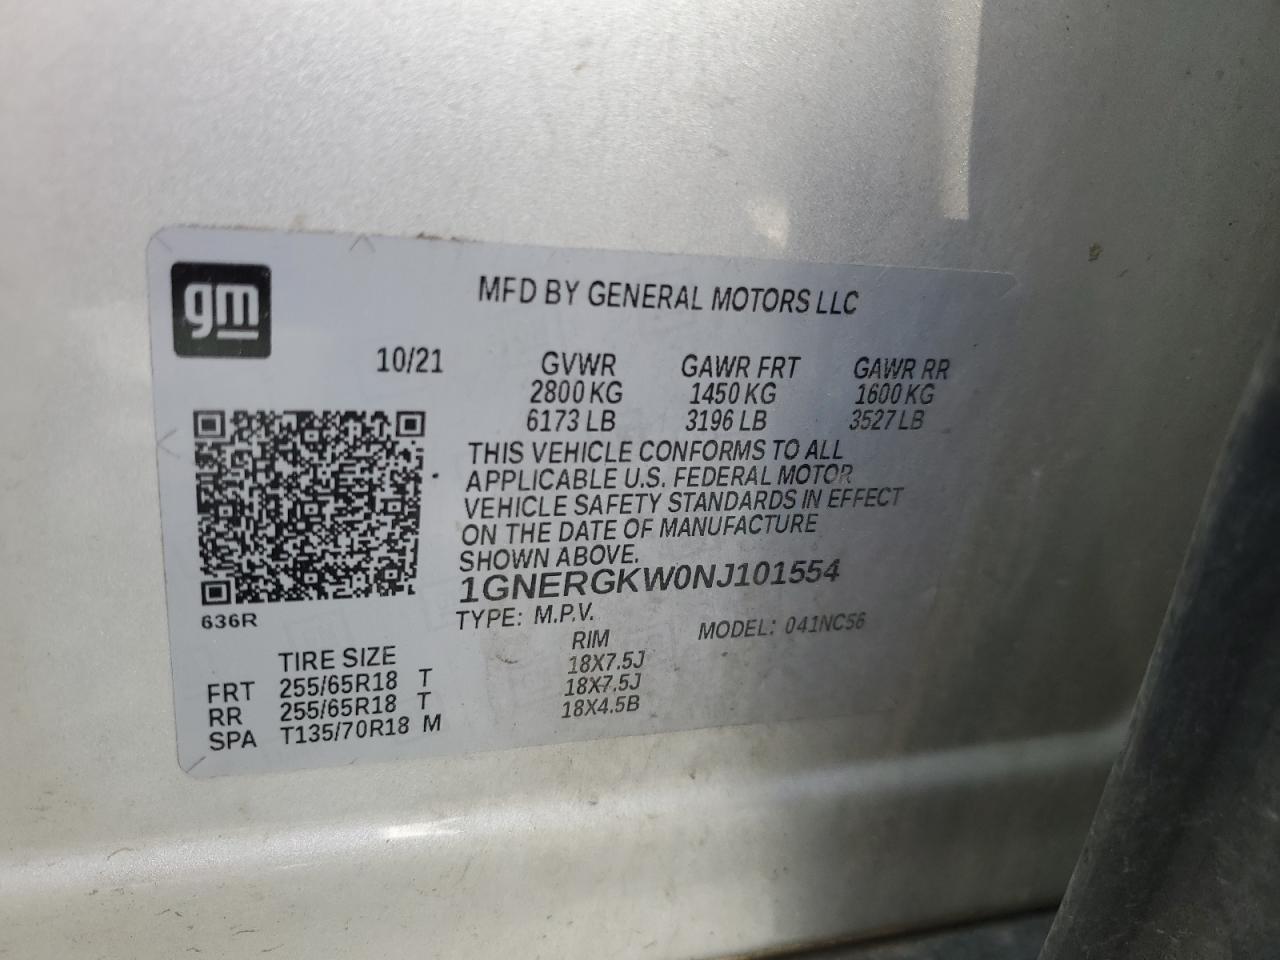 gm
MFD BY GENERAL MOTORS LLC
10/21 GVWR GAWR FRT GAWR RR
2800 KG 1450 KG 1600 KG
6173 LB 3196 LB 3527 LB
THIS VEHICLE CONFORMS TO ALL
APPLICABLE U.S. FEDERAL MOTOR
VEHICLE SAFETY STANDARDS IN EFFECT
ON THE DATE OF MANUFACTURE
SHOWN ABOVE.
1GNERGKW0NJ101554
636R
TYPE: M.P.V. MODEL: 041NC56
TIRE SIZE RIM
FRT 255/65R18 T 18X7.5J
RR 255/65R18 T 18X7.5J
SPA T135/70R18 M 18X4.5B